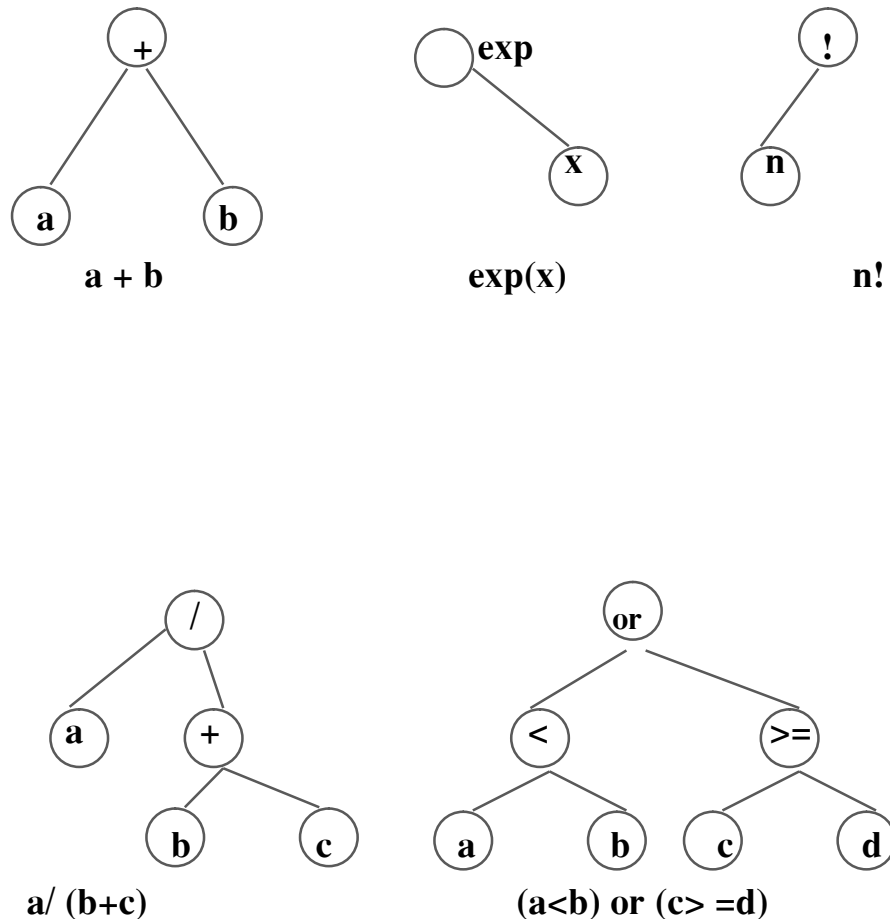 +
a b
a + b
exp
x
exp(x)
!
n
n!
/
a +
b c
a/ (b+c)
or
< >=
a b c d
(a<b) or (c> =d)